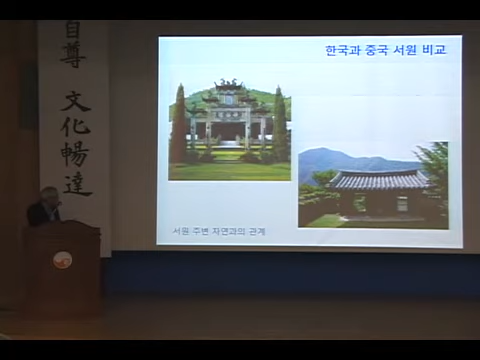 自尊
文化暢達
한국과 중국 서원 비교
서원 주변 자연과의 관계